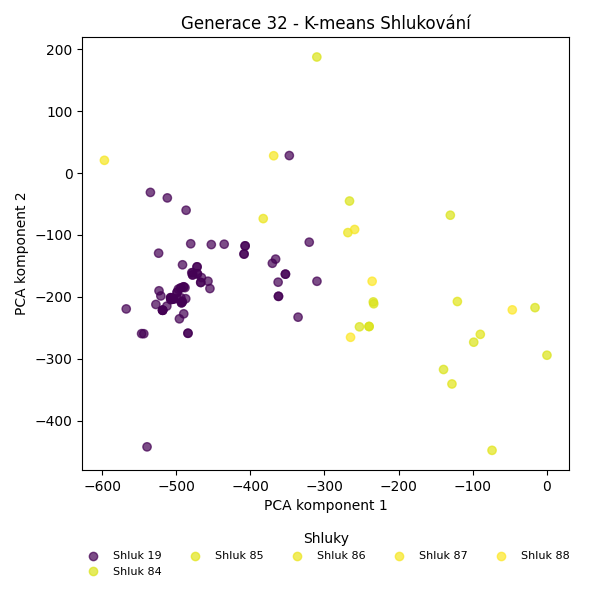 Generace 32 - K-means Shlukování
200
100
0
−100
−200
−300
−400
PCA komponent 2
−600 −500 −400 −300 −200 −100 0
PCA komponent 1
Shluky
Shluk 19 Shluk 85 Shluk 86 Shluk 87 Shluk 88
Shluk 84